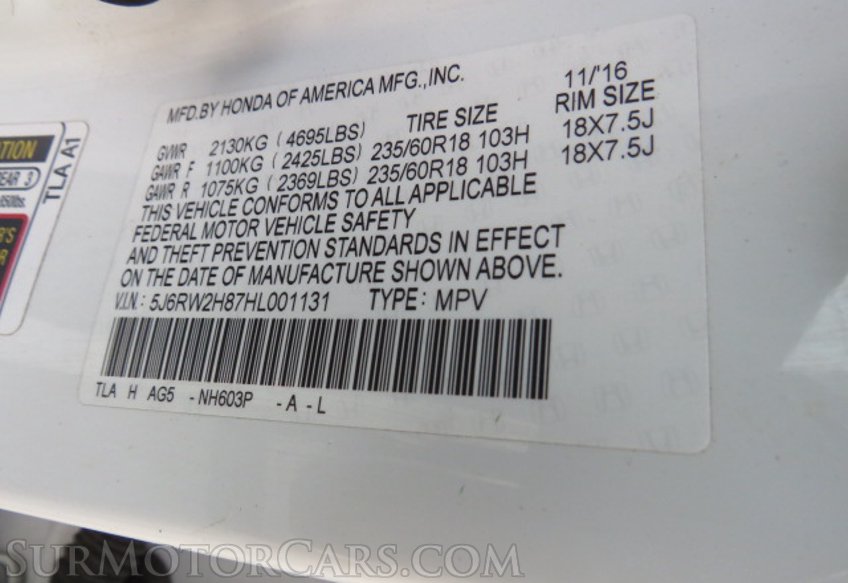 MFD.BY HONDA OF AMERICA MFG.,INC. 11/'16
TIRE SIZE RIM SIZE
GVWR 2130KG (4695LBS)
GAWR F 1100KG (2425LBS) 235/60R18 103H 18X7.5J
GAWR R 1075KG (2369LBS) 235/60R18 103H 18X7.5J
THIS VEHICLE CONFORMS TO ALL APPLICABLE
FEDERAL MOTOR VEHICLE SAFETY
AND THEFT PREVENTION STANDARDS IN EFFECT
ON THE DATE OF MANUFACTURE SHOWN ABOVE.
V.I.N.: 5J6RW2H87HL001131 TYPE: MPV
TLA H AG5 -NH603P -A-L
TLA A1
SURMOTORCARS.COM